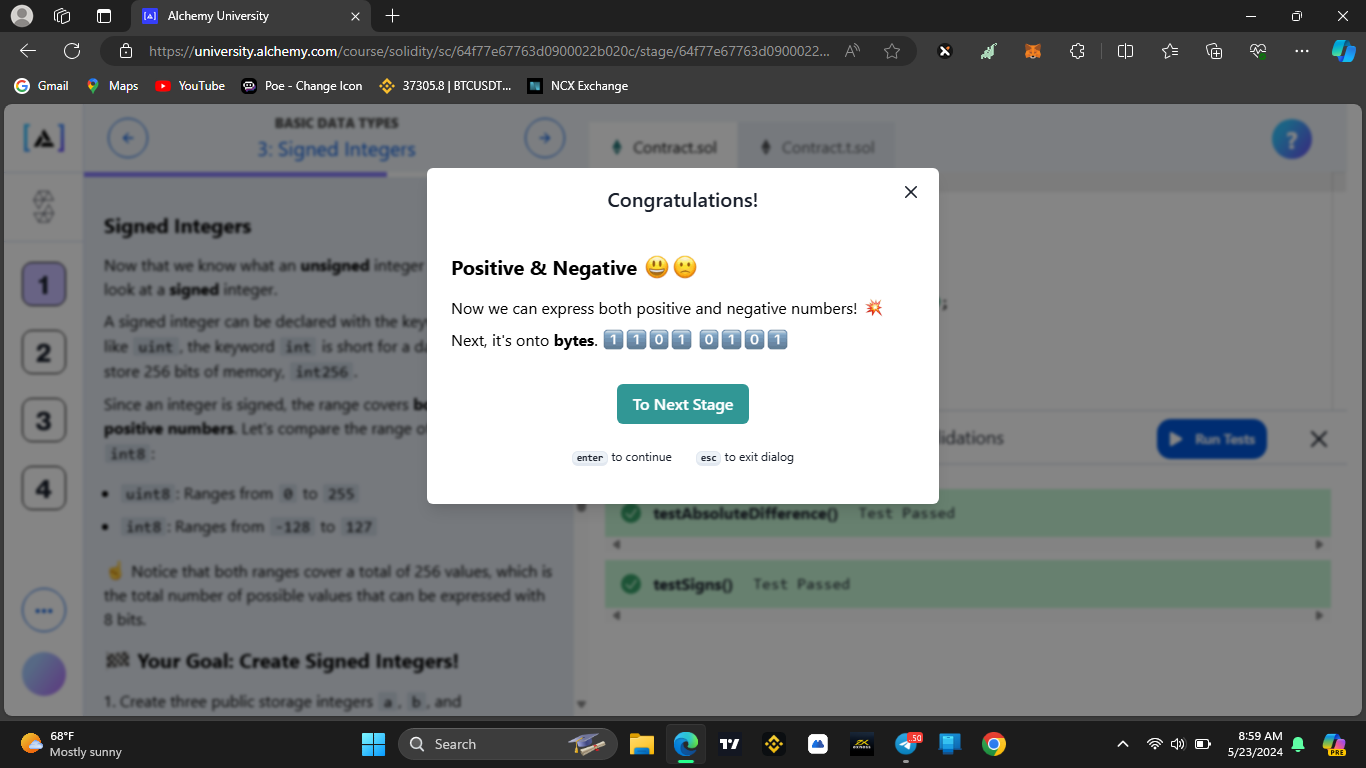 Alchemy University
https://university.alchemy.com/course/solidity/sc/64f77e67763d0900022b020c/stage/64f77e67763d0900022...
Gmail
Maps
YouTube
Poe - Change Icon
37305.8 | BTCUSDT...
NCX Exchange
BASIC DATA TYPES
3: Signed Integers
Contract.sol
Contract.t.sol
?
1
2
3
4
Signed Integers
Now that we know what an unsigned integer
look at a signed integer.
A signed integer can be declared with the key
like uint, the keyword int is short for a da
store 256 bits of memory, int256.
Since an integer is signed, the range covers
positive numbers. Let's compare the range of
int8:
uint8: Ranges from 0 to 255
int8: Ranges from -128 to 127
☝ Notice that both ranges cover a total of 256 values, which is
the total number of possible values that can be expressed with
8 bits.
Your Goal: Create Signed Integers!
1. Create three public storage integers a, b, and
Congratulations!
Positive & Negative 😃🙁
Now we can express both positive and negative numbers! 💥
Next, it's onto bytes. 1️⃣1️⃣0️⃣1️⃣ 0️⃣1️⃣0️⃣1️⃣
To Next Stage
enter to continue
esc to exit dialog
;
idations
Run Tests
testAbsoluteDifference() Test Passed
testSigns() Test Passed
68°F
Mostly sunny
Search
.50
PRE
8:59 AM
5/23/2024